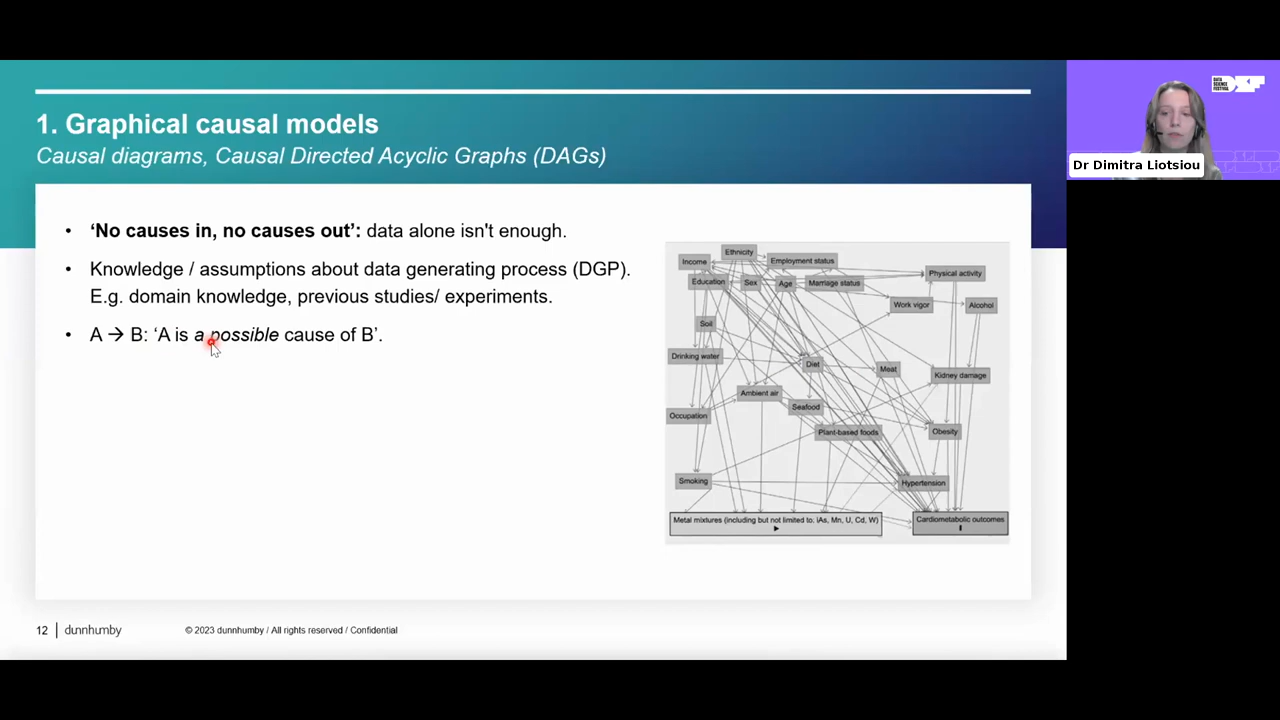 1. Graphical causal models
Causal diagrams, Causal Directed Acyclic Graphs (DAGs)
DATA
SCIENCE
FESTIVAL
Dr Dimitra Liotsiou
• ‘No causes in, no causes out’: data alone isn't enough.
• Knowledge / assumptions about data generating process (DGP).
E.g. domain knowledge, previous studies/ experiments.
• A → B: ‘A is a possible cause of B’.
Ethnicity
Income
Employment status
Physical activity
Education
Sex
Age
Marriage status
Work vigor
Alcohol
Soil
Drinking water
Diet
Meat
Kidney damage
Ambient air
Seafood
Occupation
Plant-based foods
Obesity
Smoking
Hypertension
Metal mixtures (including but not limited to: iAs, Mn, U, Cd, W)
Cardiometabolic outcomes
12 | dunnhumby
© 2023 dunnhumby / All rights reserved / Confidential